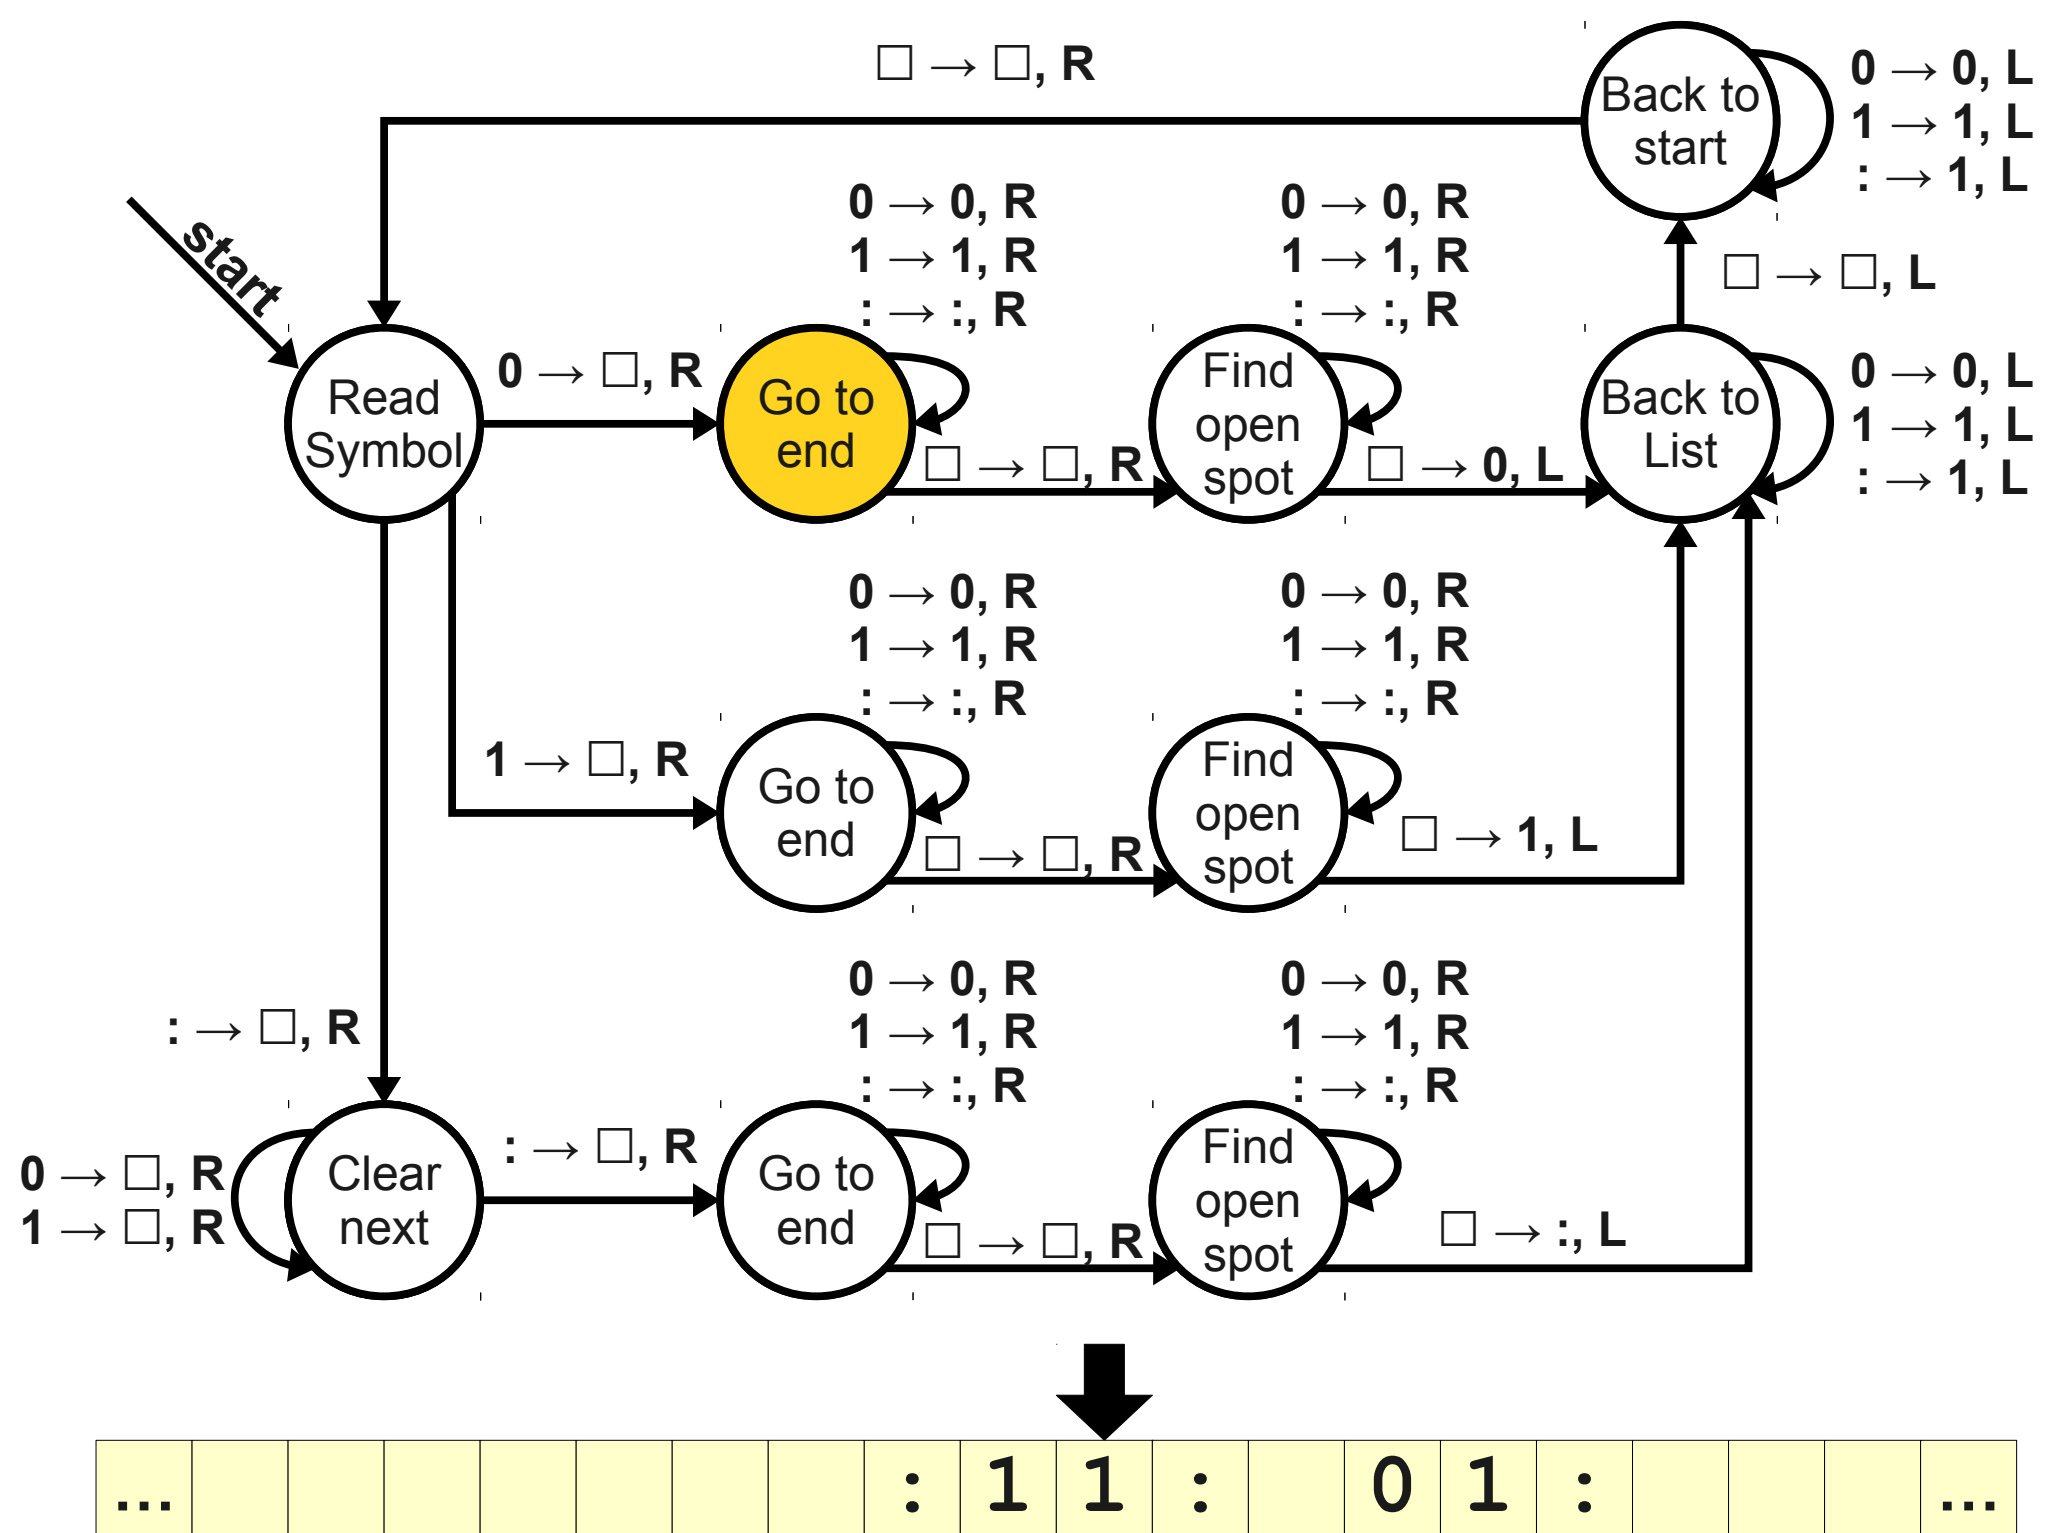 □ → □, R
Back to
start
0 → 0, L
1 → 1, L
: → 1, L
start
0 → 0, R
1 → 1, R
: → :, R
0 → 0, R
1 → 1, R
: → :, R
□ → □, L
Read
Symbol
0 → □, R
Go to
end
□ → □, R
Find
open
spot
□ → 0, L
Back to
List
0 → 0, L
1 → 1, L
: → 1, L
0 → 0, R
1 → 1, R
: → :, R
0 → 0, R
1 → 1, R
: → :, R
1 → □, R
Go to
end
□ → □, R
Find
open
spot
□ → 1, L
0 → 0, R
1 → 1, R
: → :, R
0 → 0, R
1 → 1, R
: → :, R
: → □, R
0 → □, R
1 → □, R
Clear
next
: → □, R
Go to
end
□ → □, R
Find
open
spot
□ → :, L
... : 1 1 : 0 1 : ...